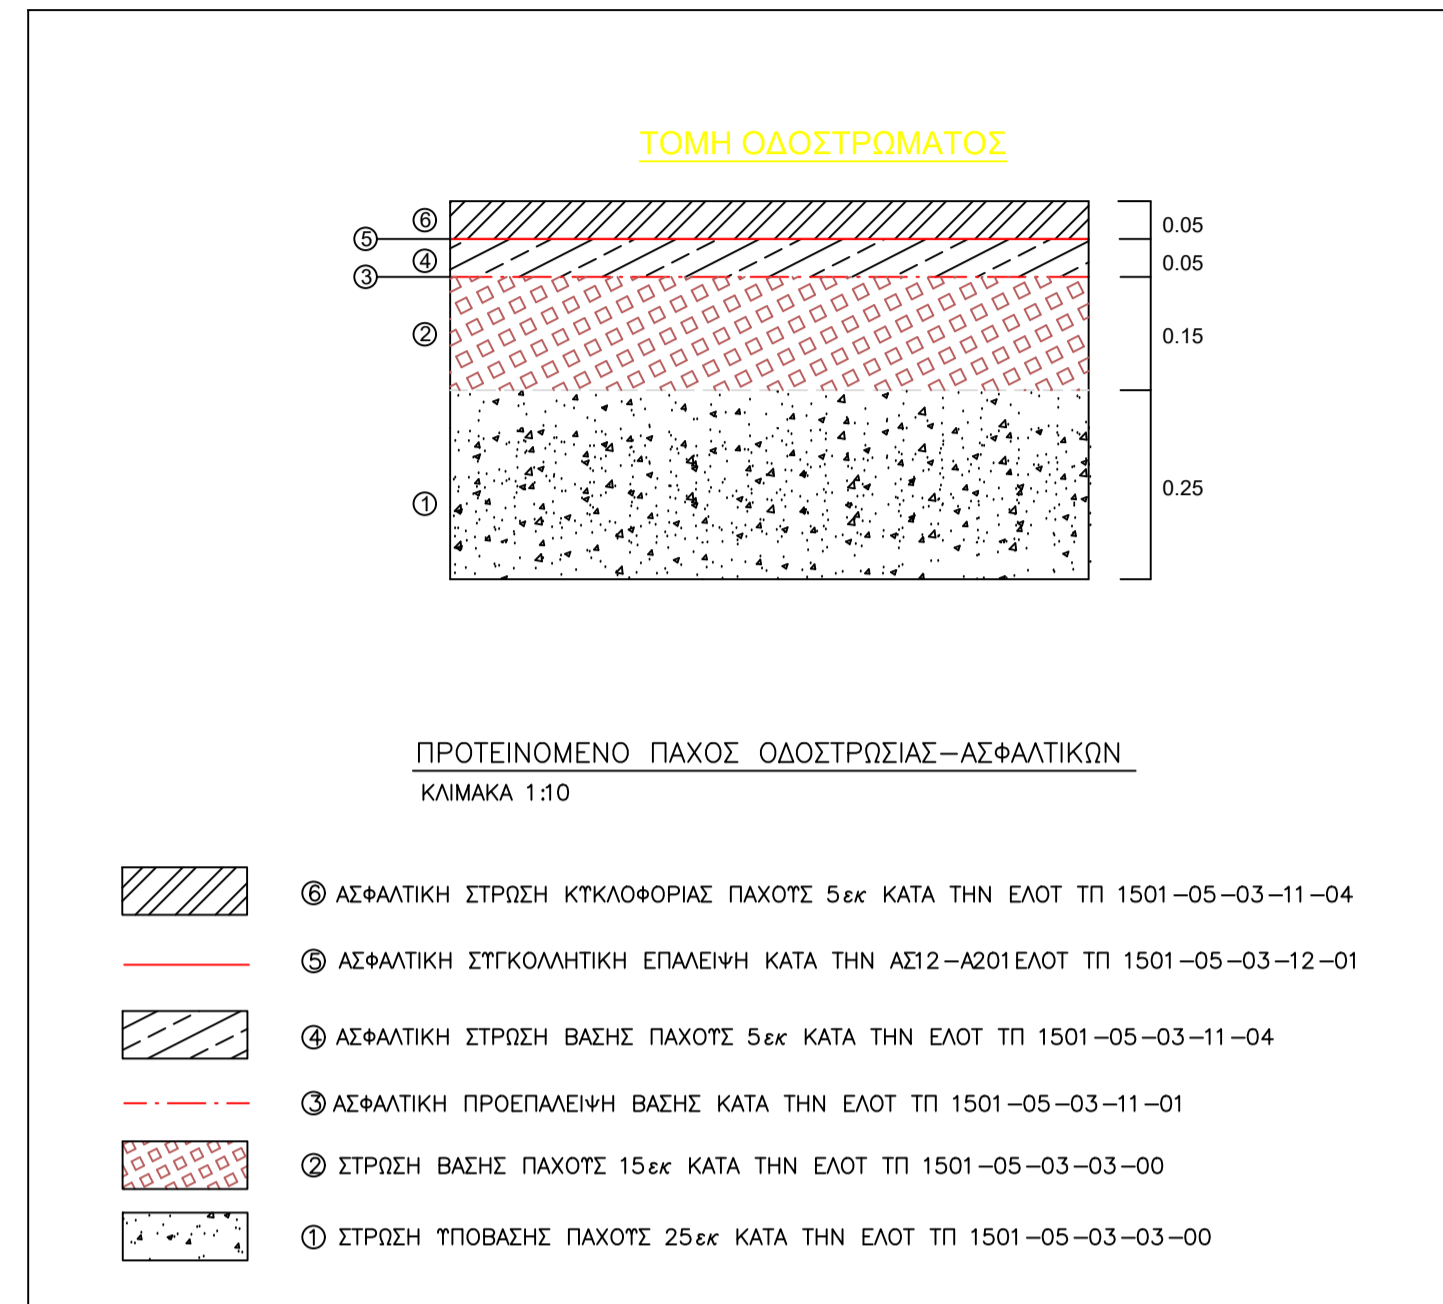 ΤΟΜΗ ΟΔΟΣΤΡΩΜΑΤΟΣ
⑥ 0.05
⑤
④ 0.05
③
② 0.15
① 0.25
ΠΡΟΤΕΙΝΟΜΕΝΟ ΠΑΧΟΣ ΟΔΟΣΤΡΩΣΙΑΣ-ΑΣΦΑΛΤΙΚΩΝ
ΚΛΙΜΑΚΑ 1:10
⑥ ΑΣΦΑΛΤΙΚΗ ΣΤΡΩΣΗ ΚΥΚΛΟΦΟΡΙΑΣ ΠΑΧΟΥΣ 5εκ ΚΑΤΑ ΤΗΝ ΕΛΟΤ ΤΠ 1501-05-03-11-04
⑤ ΑΣΦΑΛΤΙΚΗ ΣΥΓΚΟΛΛΗΤΙΚΗ ΕΠΑΛΕΙΨΗ ΚΑΤΑ ΤΗΝ ΑΣ12-Α201ΕΛΟΤ ΤΠ 1501-05-03-12-01
④ ΑΣΦΑΛΤΙΚΗ ΣΤΡΩΣΗ ΒΑΣΗΣ ΠΑΧΟΥΣ 5εκ ΚΑΤΑ ΤΗΝ ΕΛΟΤ ΤΠ 1501-05-03-11-04
③ ΑΣΦΑΛΤΙΚΗ ΠΡΟΕΠΑΛΕΙΨΗ ΒΑΣΗΣ ΚΑΤΑ ΤΗΝ ΕΛΟΤ ΤΠ 1501-05-03-11-01
② ΣΤΡΩΣΗ ΒΑΣΗΣ ΠΑΧΟΥΣ 15εκ ΚΑΤΑ ΤΗΝ ΕΛΟΤ ΤΠ 1501-05-03-03-00
① ΣΤΡΩΣΗ ΥΠΟΒΑΣΗΣ ΠΑΧΟΥΣ 25εκ ΚΑΤΑ ΤΗΝ ΕΛΟΤ ΤΠ 1501-05-03-03-00